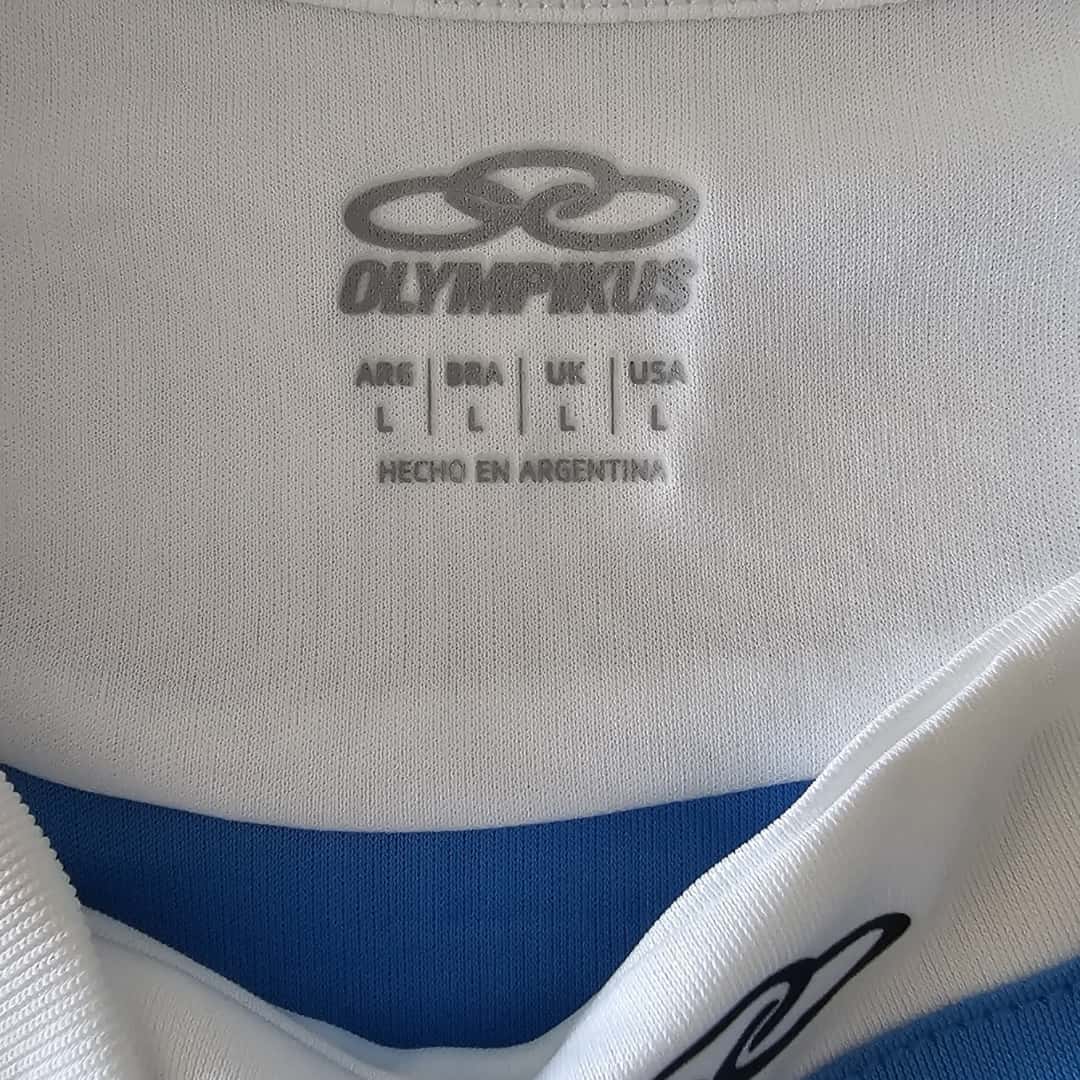 OLYMPIKUS
ARG | BRA | UK | USA
L | L | L | L
HECHO EN ARGENTINA